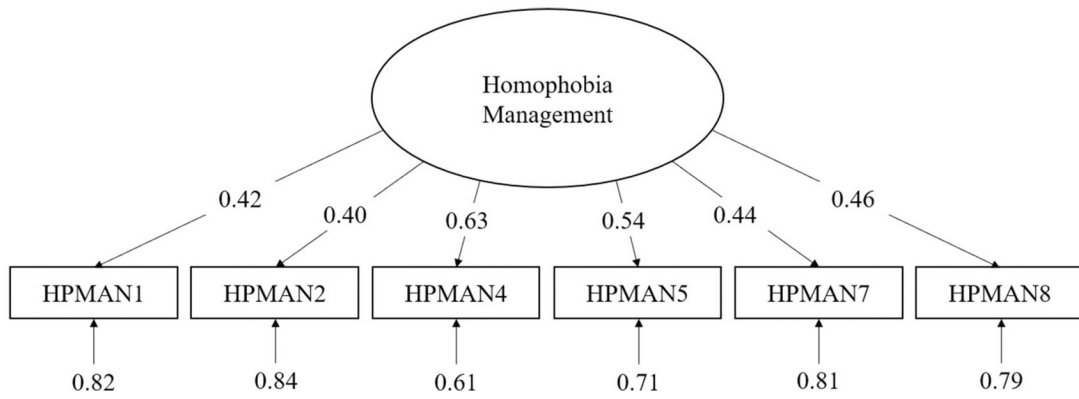 Homophobia
Management
0.42
0.40
0.63
0.54
0.44
0.46
HPMAN1
HPMAN2
HPMAN4
HPMAN5
HPMAN7
HPMAN8
0.82
0.84
0.61
0.71
0.81
0.79